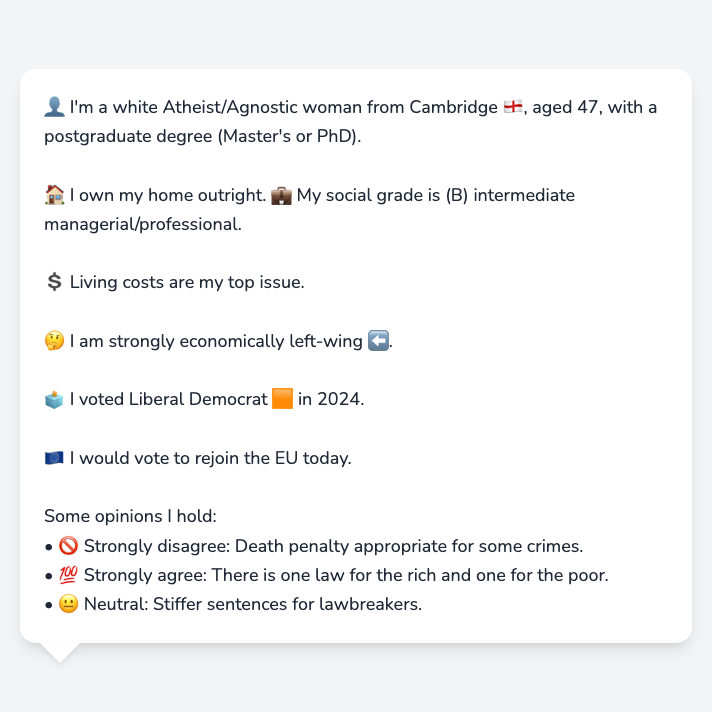 👤 I'm a white Atheist/Agnostic woman from Cambridge 🏴󠁧󠁢󠁥󠁮󠁧󠁿, aged 47, with a
postgraduate degree (Master's or PhD).
🏠 I own my home outright. 💼 My social grade is (B) intermediate
managerial/professional.
💲 Living costs are my top issue.
🤔 I am strongly economically left-wing ⬅️.
🗳️ I voted Liberal Democrat 🟧 in 2024.
🇪🇺 I would vote to rejoin the EU today.
Some opinions I hold:
• 🚫 Strongly disagree: Death penalty appropriate for some crimes.
• 💯 Strongly agree: There is one law for the rich and one for the poor.
• 😐 Neutral: Stiffer sentences for lawbreakers.